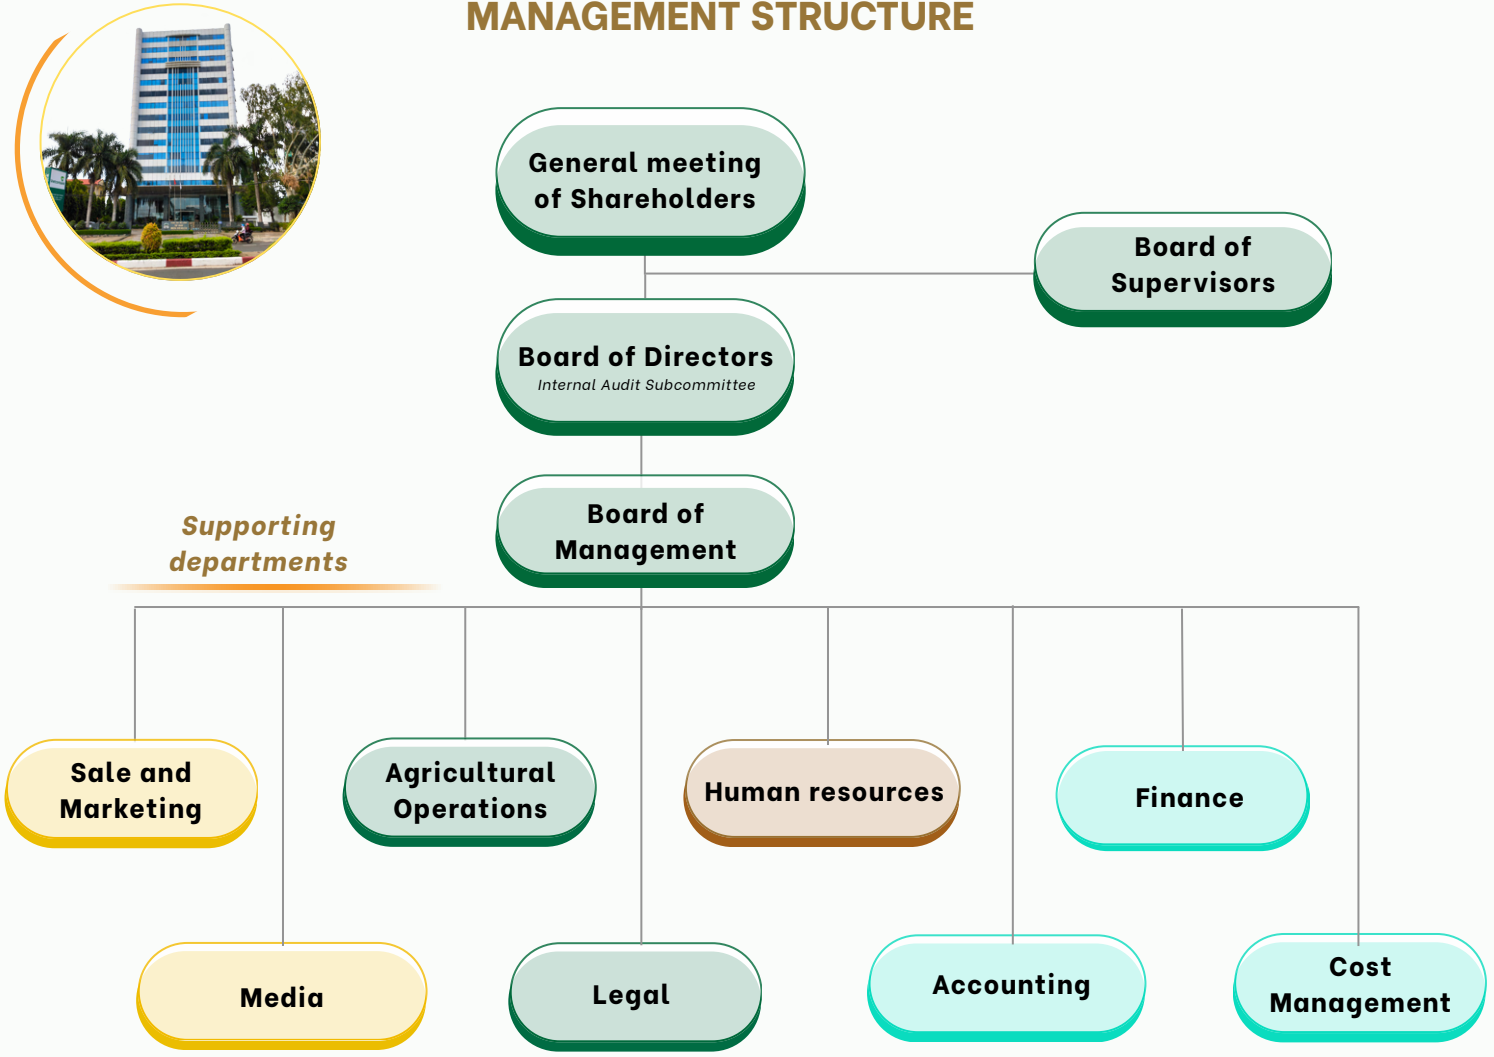 MANAGEMENT STRUCTURE
General meeting
of Shareholders
Board of
Supervisors
Board of Directors
Internal Audit Subcommittee
Board of
Management
Supporting
departments
Sale and
Marketing
Agricultural
Operations
Human resources
Finance
Media
Legal
Accounting
Cost
Management